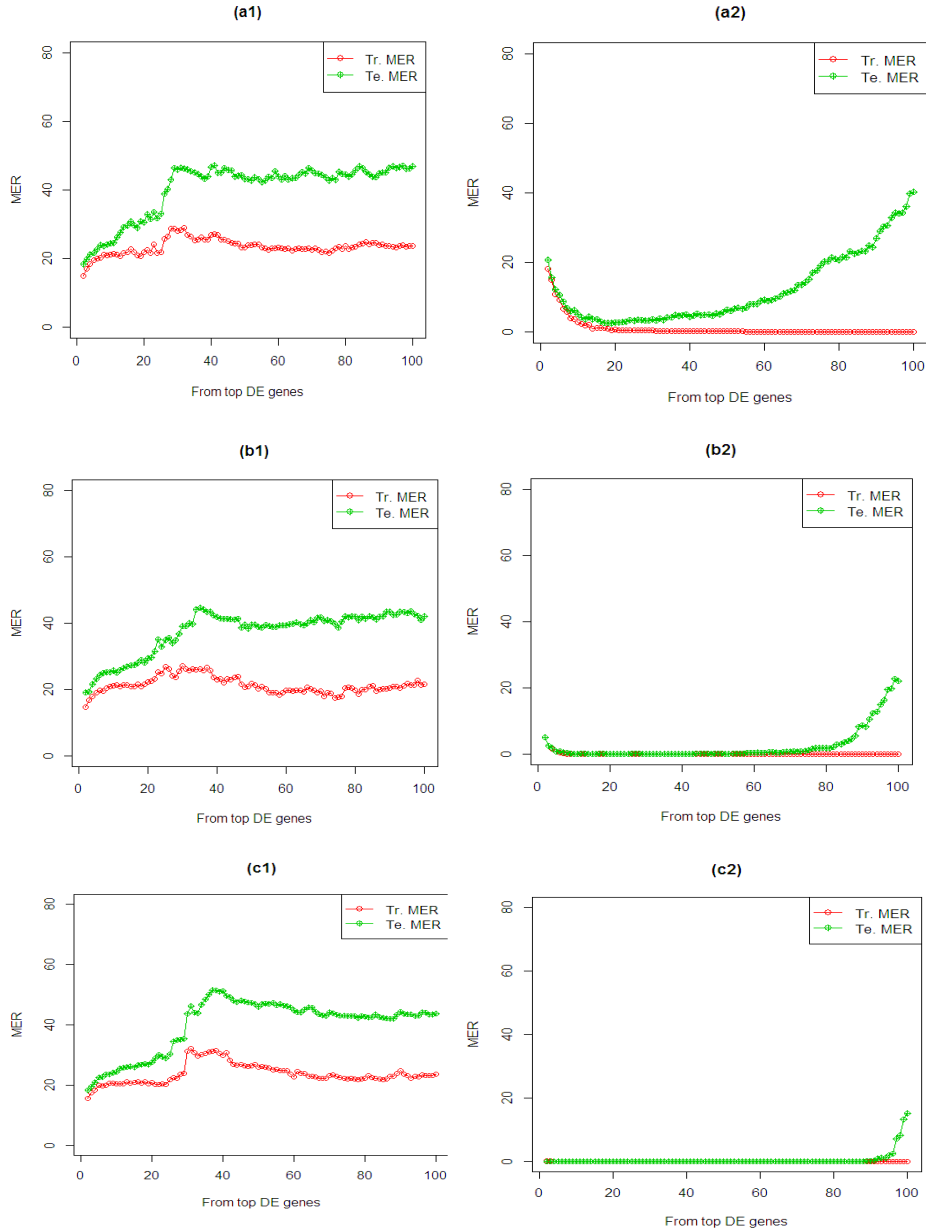 (a1)
Tr. MER
Te. MER
MER
0 20 40 60 80
0 20 40 60 80 100
From top DE genes
(a2)
Tr. MER
Te. MER
MER
0 20 40 60 80
0 20 40 60 80 100
From top DE genes
(b1)
Tr. MER
Te. MER
MER
0 20 40 60 80
0 20 40 60 80 100
From top DE genes
(b2)
Tr. MER
Te. MER
MER
0 20 40 60 80
0 20 40 60 80 100
From top DE genes
(c1)
Tr. MER
Te. MER
MER
0 20 40 60 80
0 20 40 60 80 100
From top DE genes
(c2)
Tr. MER
Te. MER
MER
0 20 40 60 80
0 20 40 60 80 100
From top DE genes